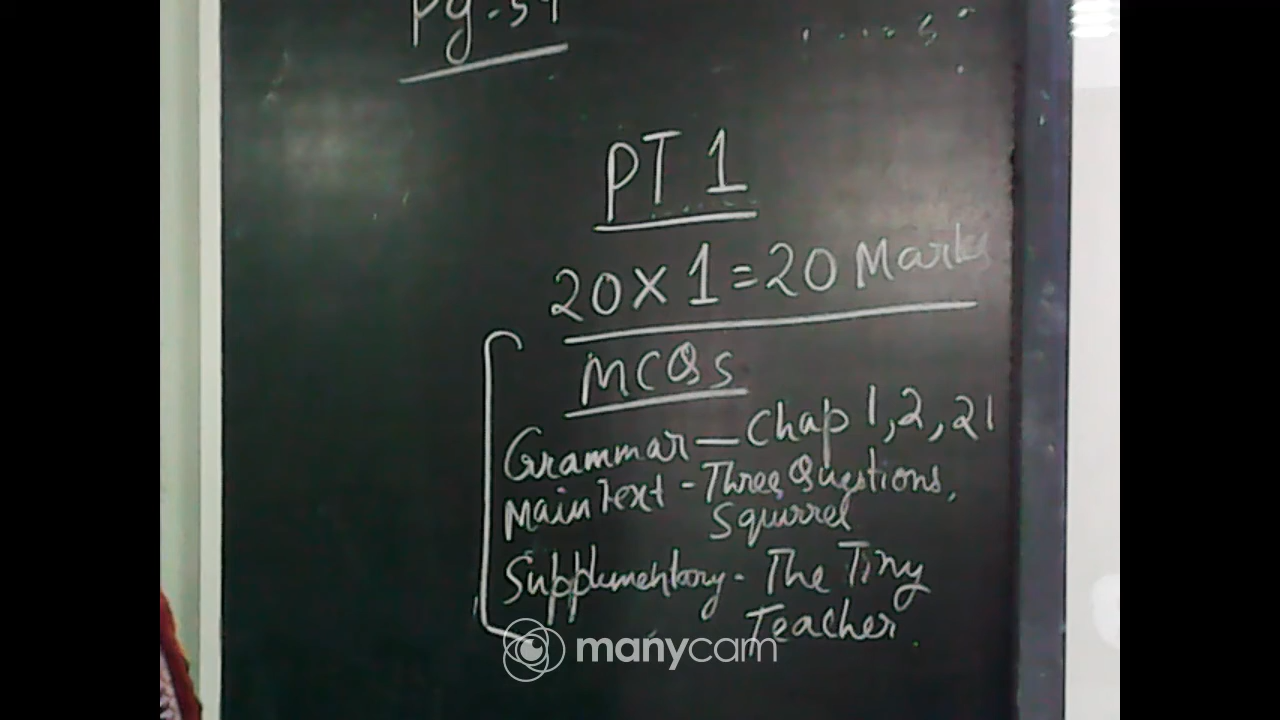 PT 1
20 x 1 = 20 Marks
MCQs
Grammar — Chap 1, 2, 21
Main Text - Three Questions,
Squirrel
Supplementary - The Tiny
Teacher.
manycam